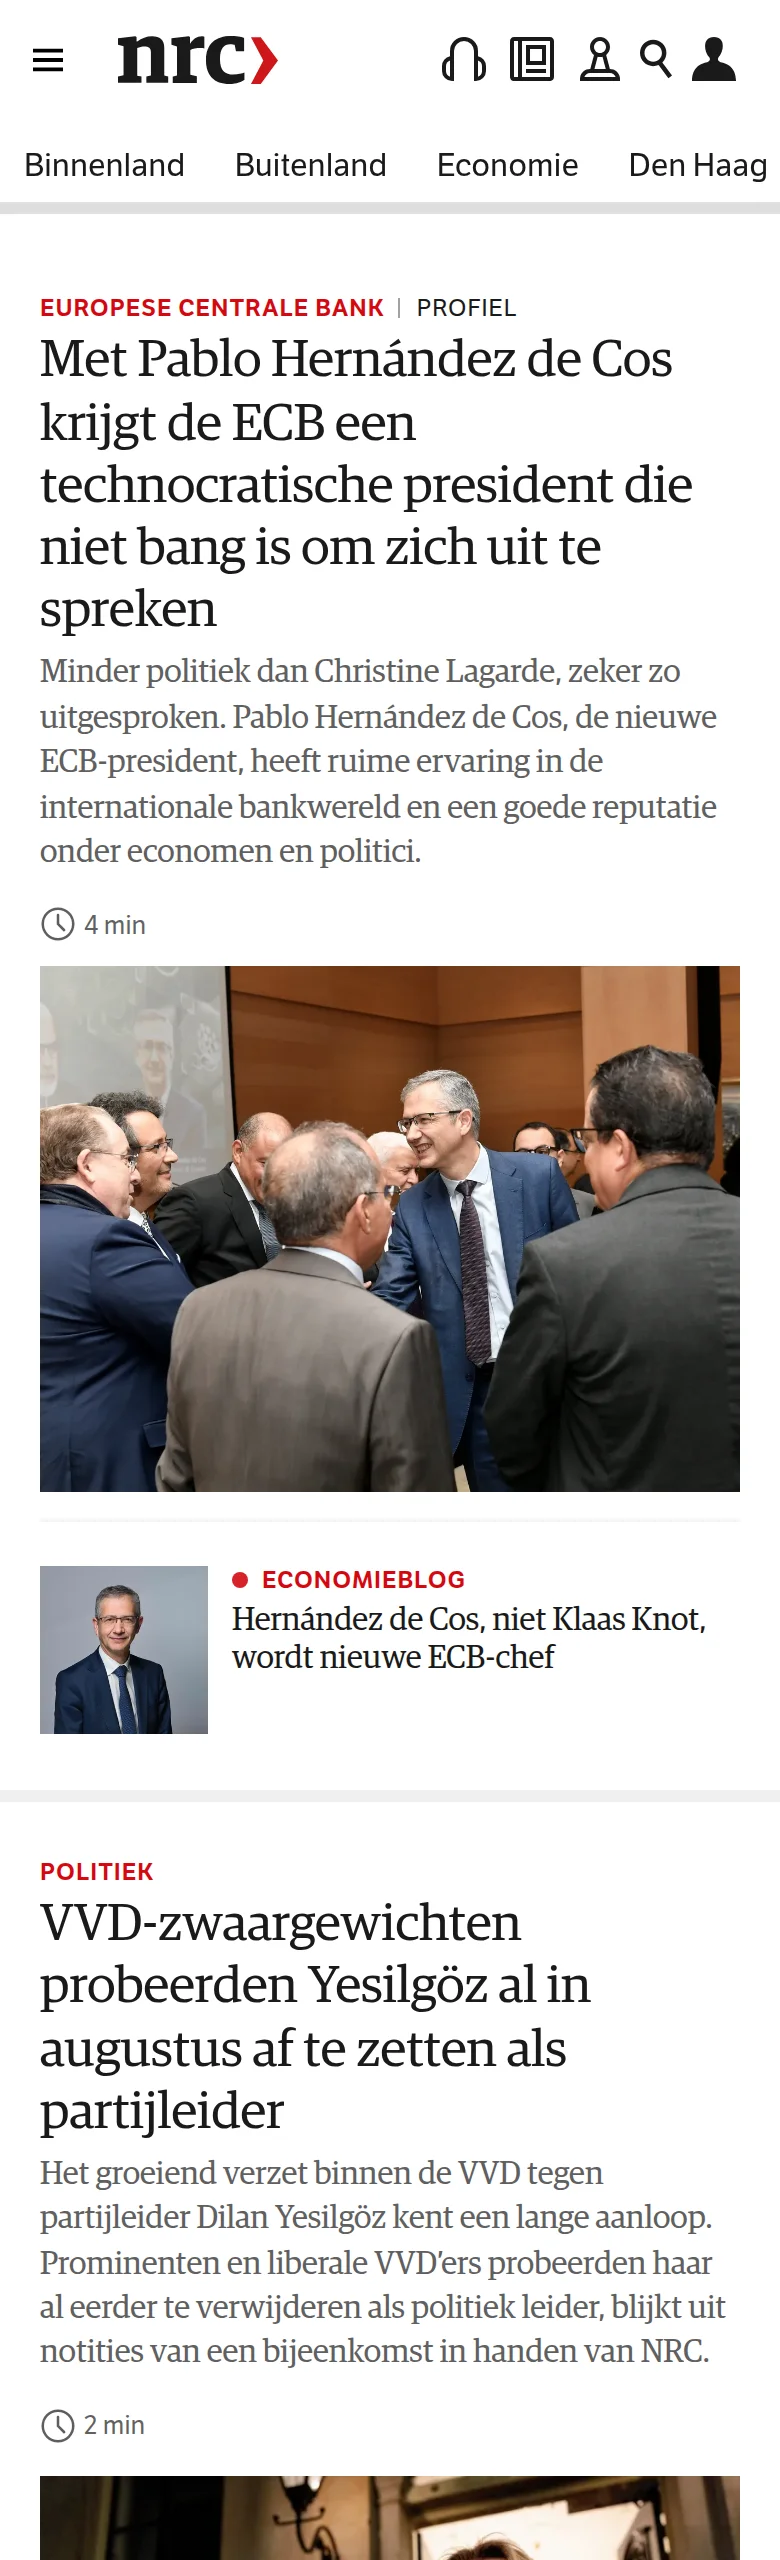 nrc
Binnenland Buitenland Economie Den Haag
EUROPESE CENTRALE BANK | PROFIEL
Met Pablo Hernández de Cos
krijgt de ECB een
technocratische president die
niet bang is om zich uit te
spreken
Minder politiek dan Christine Lagarde, zeker zo
uitgesproken. Pablo Hernández de Cos, de nieuwe
ECB-president, heeft ruime ervaring in de
internationale bankwereld en een goede reputatie
onder economen en politici.
4 min
ECONOMIEBLOG
Hernández de Cos, niet Klaas Knot,
wordt nieuwe ECB-chef
POLITIEK
VVD-zwaargewichten
probeerden Yesilgöz al in
augustus af te zetten als
partijleider
Het groeiend verzet binnen de VVD tegen
partijleider Dilan Yesilgöz kent een lange aanloop.
Prominenten en liberale VVD’ers probeerden haar
al eerder te verwijderen als politiek leider, blijkt uit
notities van een bijeenkomst in handen van NRC.
2 min